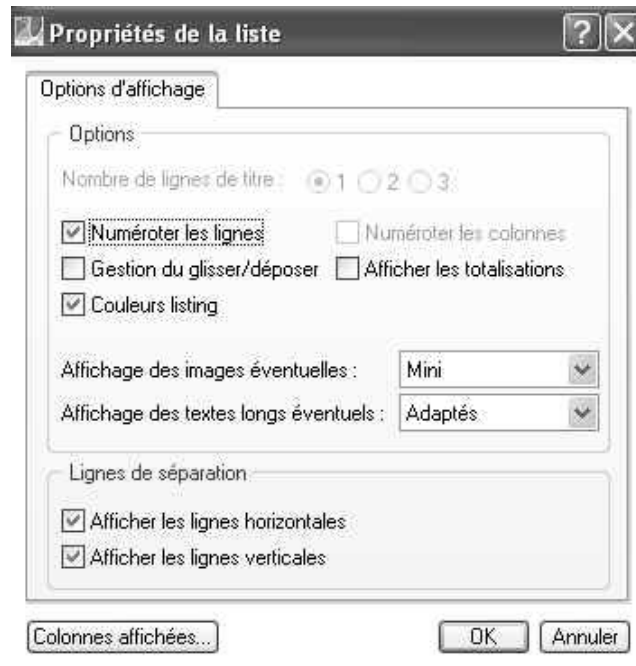 Propriétés de la liste
Options d'affichage
Options
Nombre de lignes de titre : 1 2 3
Numéroter les lignes Numéroter les colonnes
Gestion du glisser/déposer Afficher les totalisations
Couleurs listing
Affichage des images éventuelles : Mini
Affichage des textes longs éventuels : Adaptés
Lignes de séparation
Afficher les lignes horizontales
Afficher les lignes verticales
Colonnes affichées... OK Annuler